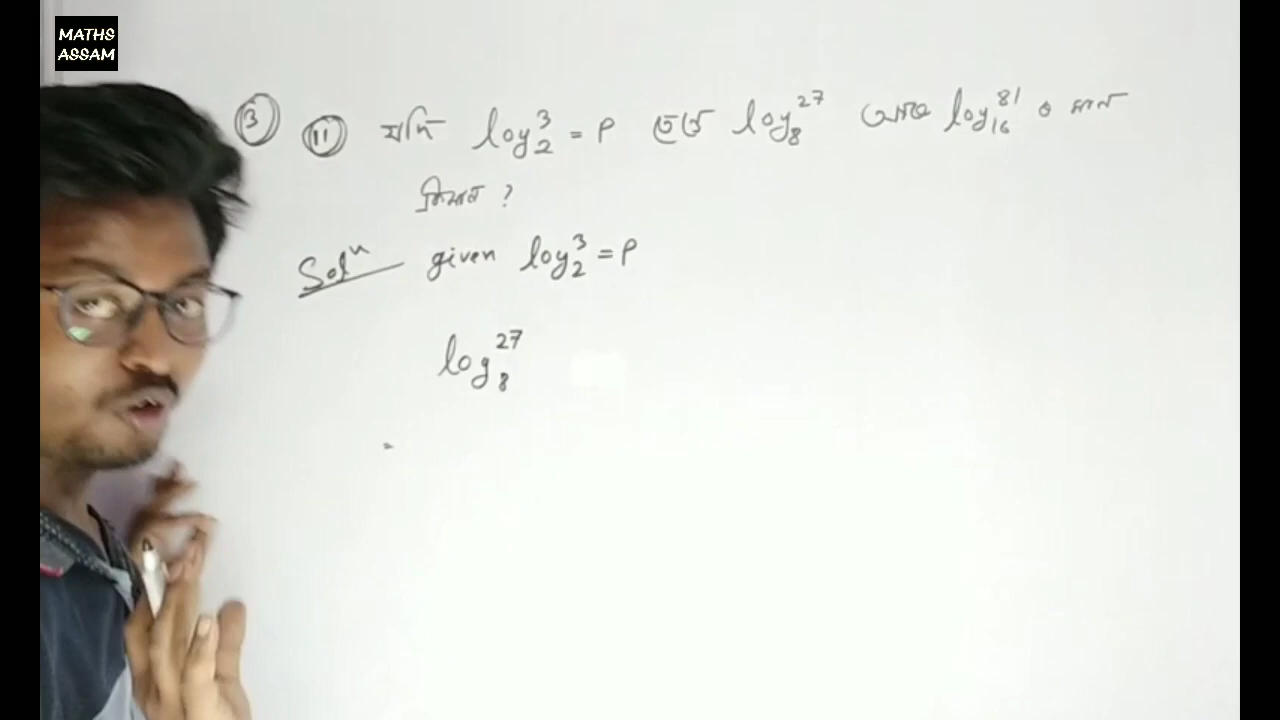 MATHS
ASSAM
③ ⑪ যদি log₂³ = P তেন্তে log₈²⁷ আৰু log₁₆⁸¹ ৰ মান
কিমান ?
Solⁿ given log₂³ = P
log₈²⁷
=